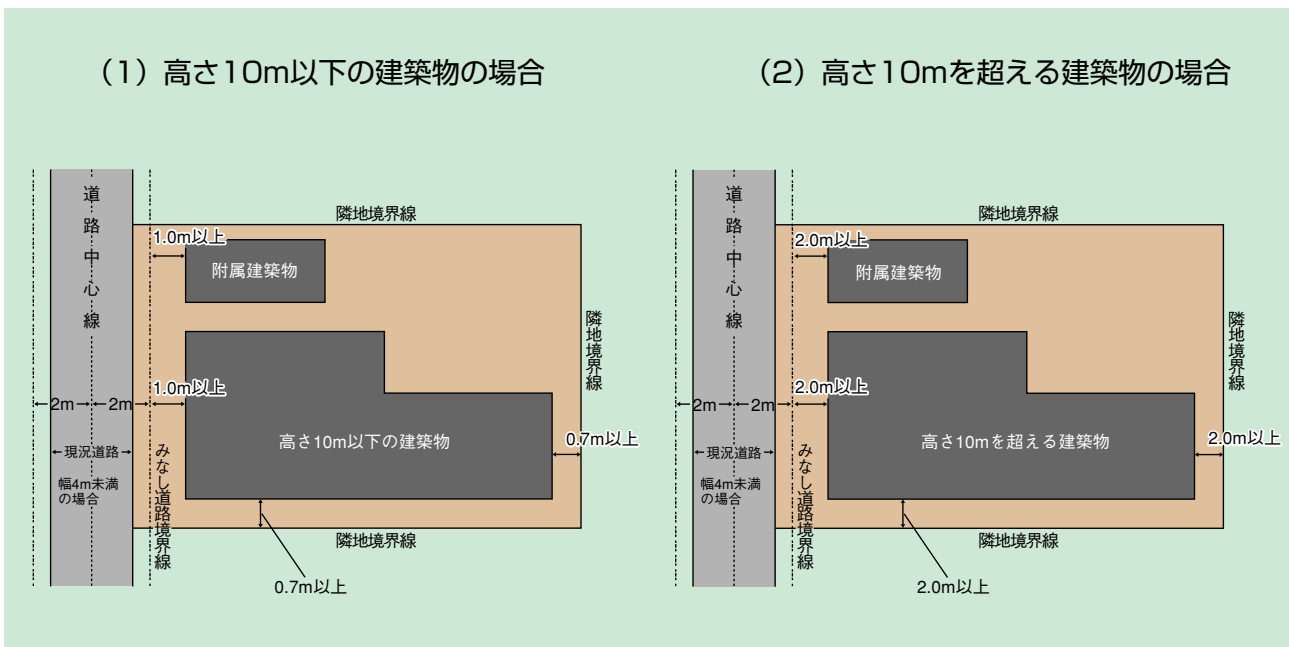 （1）高さ10m以下の建築物の場合
道路中心線
隣地境界線
1.0m以上
附属建築物
隣地境界線
1.0m以上
2m
2m
高さ10m以下の建築物
0.7m以上
現況道路
幅4m未満
の場合
みなし道路境界線
隣地境界線
0.7m以上
（2）高さ10mを超える建築物の場合
道路中心線
隣地境界線
2.0m以上
附属建築物
隣地境界線
2.0m以上
2m
2m
高さ10mを超える建築物
2.0m以上
現況道路
幅4m未満
の場合
みなし道路境界線
隣地境界線
2.0m以上